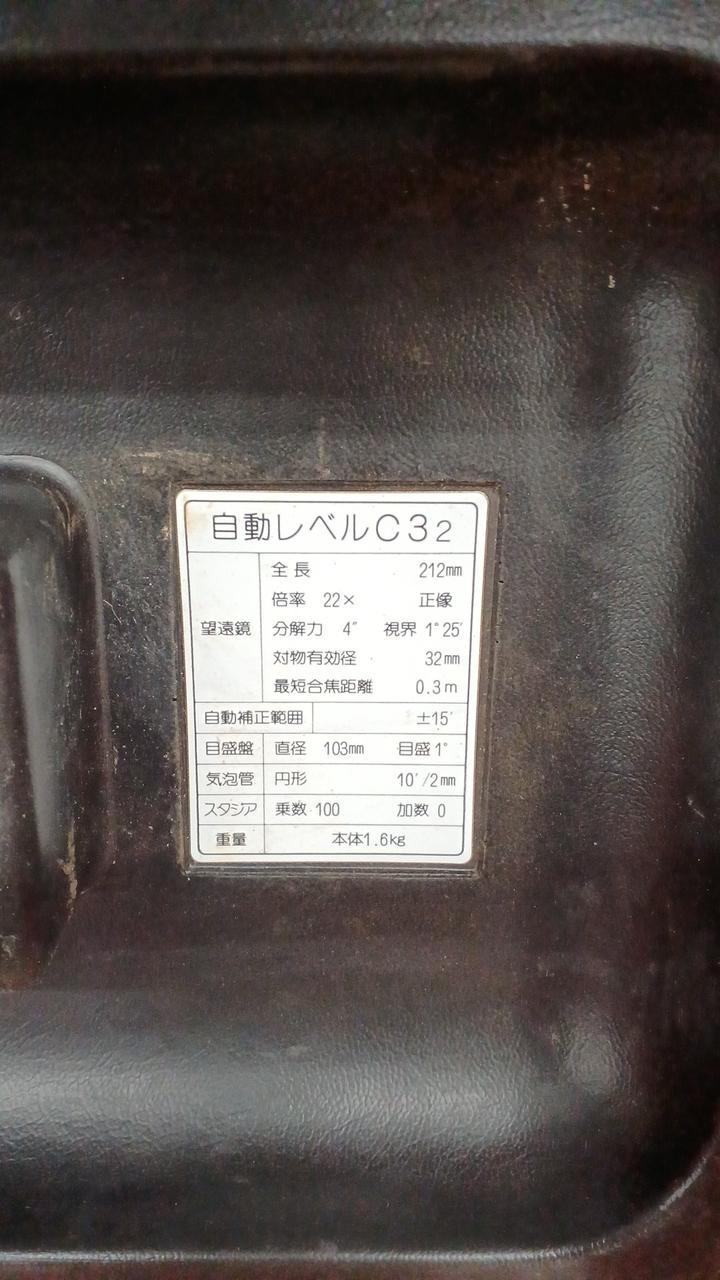 自動レベルC32
望遠鏡
全長 212mm
倍率 22× 正像
分解力 4″ 視界 1°25′
対物有効径 32mm
最短合焦距離 0.3m
自動補正範囲 ±15′
目盛盤 直径 103mm 目盛 1°
気泡管 円形 10′/2mm
スタジア 乗数 100 加数 0
重量 本体1.6kg